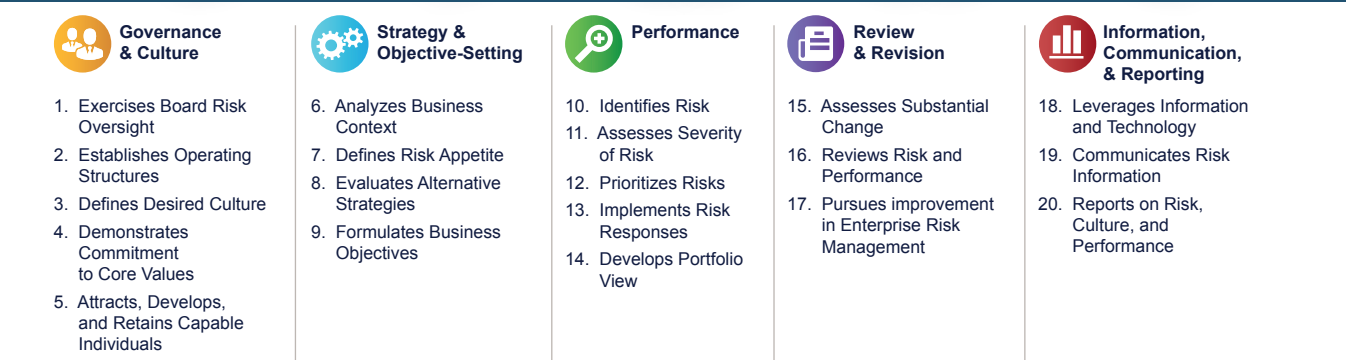 Governance
& Culture
1. Exercises Board Risk
Oversight
2. Establishes Operating
Structures
3. Defines Desired Culture
4. Demonstrates
Commitment
to Core Values
5. Attracts, Develops,
and Retains Capable
Individuals
Strategy &
Objective-Setting
6. Analyzes Business
Context
7. Defines Risk Appetite
8. Evaluates Alternative
Strategies
9. Formulates Business
Objectives
Performance
10. Identifies Risk
11. Assesses Severity
of Risk
12. Prioritizes Risks
13. Implements Risk
Responses
14. Develops Portfolio
View
Review
& Revision
15. Assesses Substantial
Change
16. Reviews Risk and
Performance
17. Pursues improvement
in Enterprise Risk
Management
Information,
Communication,
& Reporting
18. Leverages Information
and Technology
19. Communicates Risk
Information
20. Reports on Risk,
Culture, and
Performance